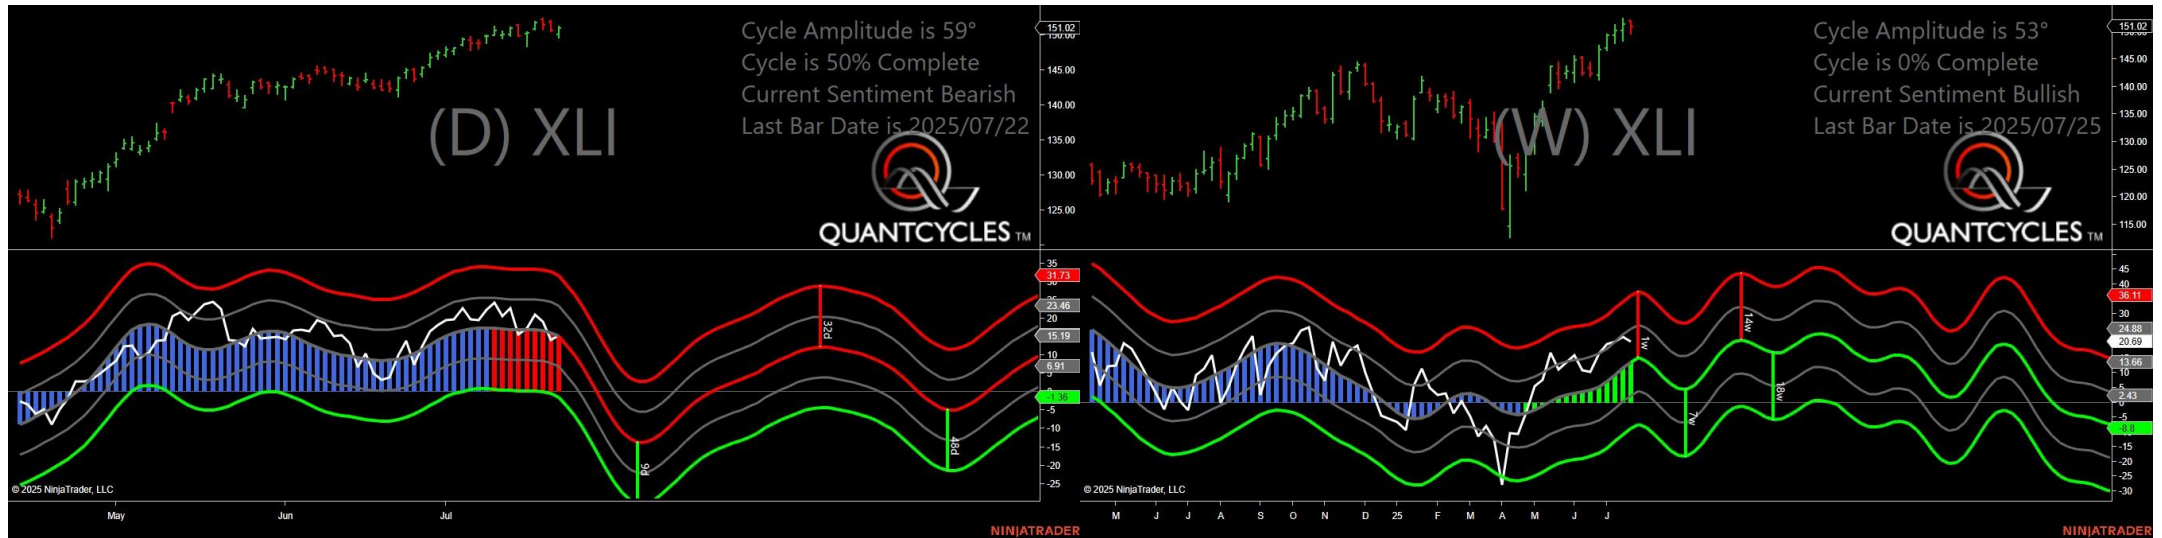 Cycle Amplitude is 59°
Cycle is 50% Complete
Current Sentiment Bearish
Last Bar Date is 2025/07/22
(D) XLI
QUANTCYCLES TM
151.02
150.00
145.00
140.00
135.00
130.00
125.00
35
31.73
23.46
20
15.19
10
6.91
5
-1.36
-5
-10
-15
-20
-25
9d
32d
48d
© 2025 NinjaTrader, LLC
May Jun Jul
NINJATRADER
Cycle Amplitude is 53°
Cycle is 0% Complete
Current Sentiment Bullish
Last Bar Date is 2025/07/25
(W) XLI
QUANTCYCLES TM
151.02
150.00
145.00
140.00
135.00
130.00
125.00
120.00
115.00
45
36.11
30
24.88
20.69
13.66
10
5
2.43
-5
-8.8
-15
-20
-25
-30
1w
7w
14w
18w
© 2025 NinjaTrader, LLC
M J J A S O N D 25 F M A M J J
NINJATRADER